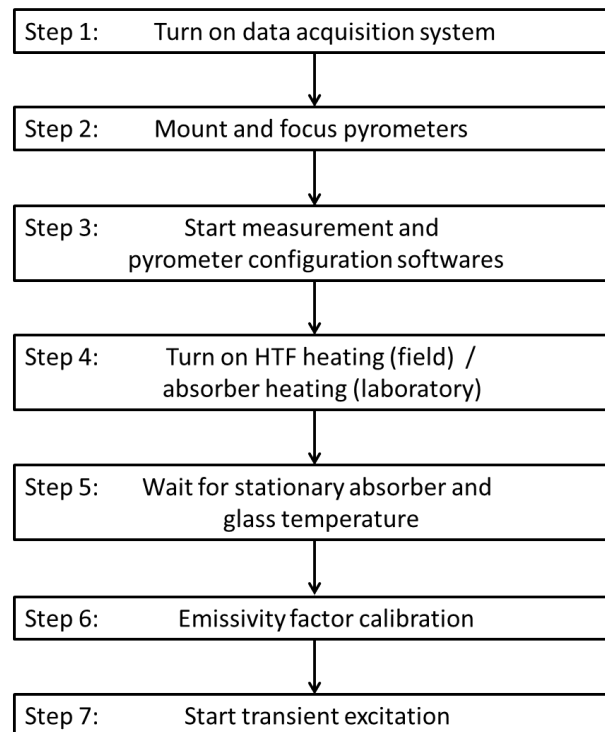 Step 1: Turn on data acquisition system
Step 2: Mount and focus pyrometers
Step 3: Start measurement and
pyrometer configuration softwares
Step 4: Turn on HTF heating (field) /
absorber heating (laboratory)
Step 5: Wait for stationary absorber and
glass temperature
Step 6: Emissivity factor calibration
Step 7: Start transient excitation